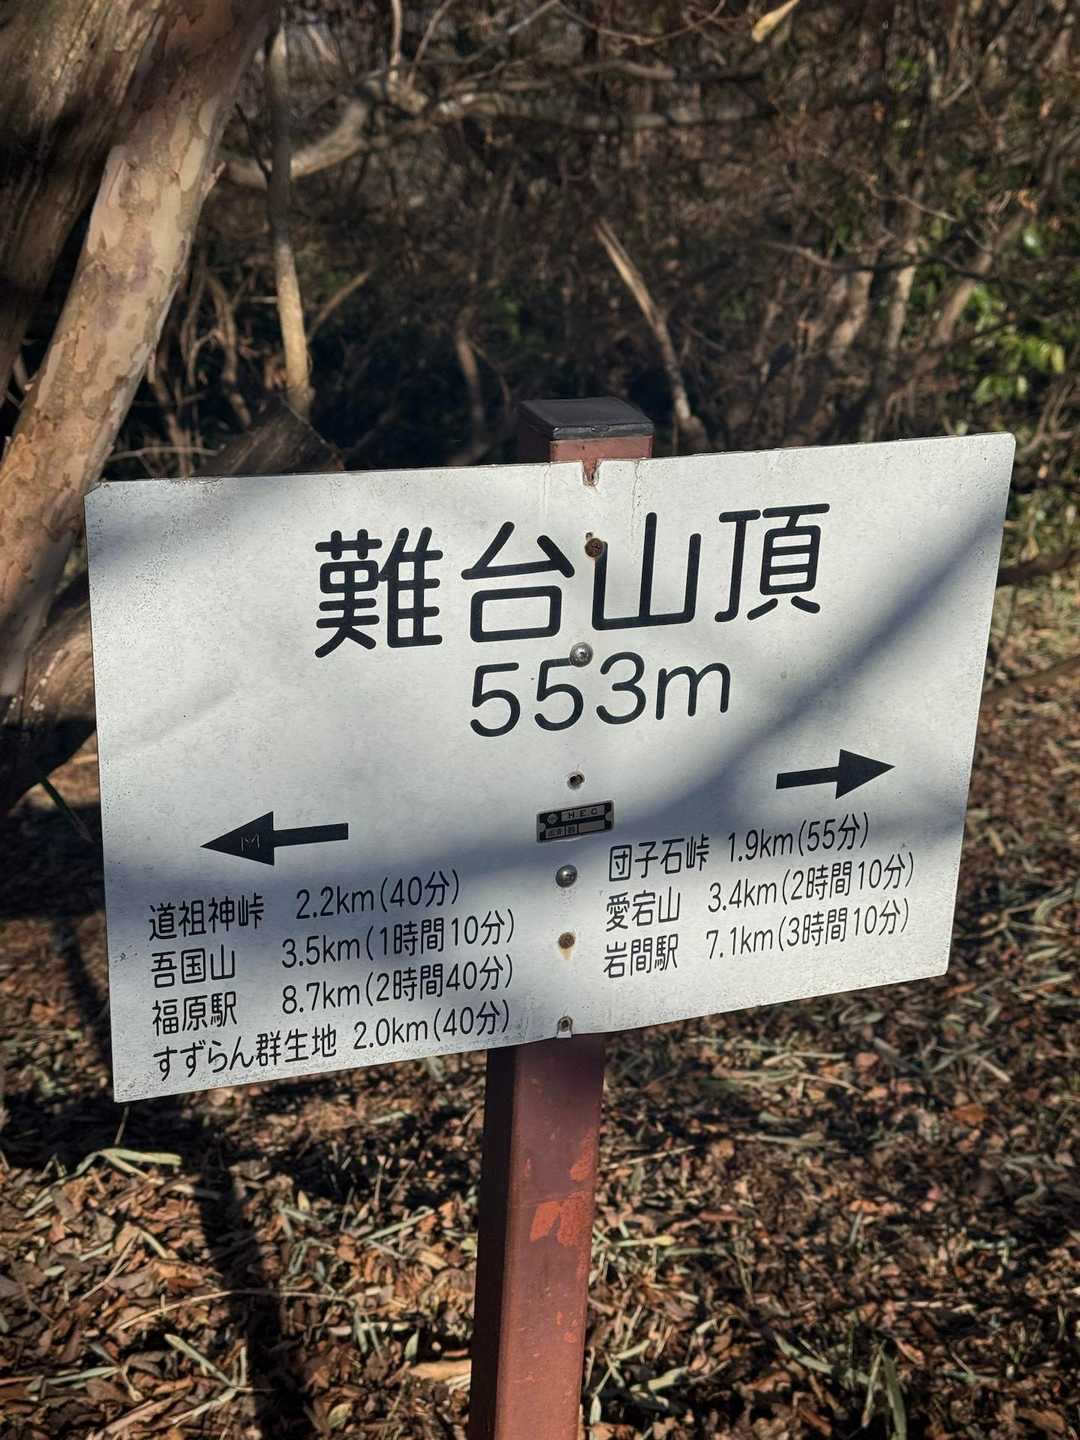 難台山頂
553m
道祖神峠 2.2km(40分)
吾国山 3.5km(1時間10分)
福原駅 8.7km(2時間40分)
すずらん群生地 2.0km(40分)
HEC
団子石峠 1.9km(55分)
愛宕山 3.4km(2時間10分)
岩間駅 7.1km(3時間10分)